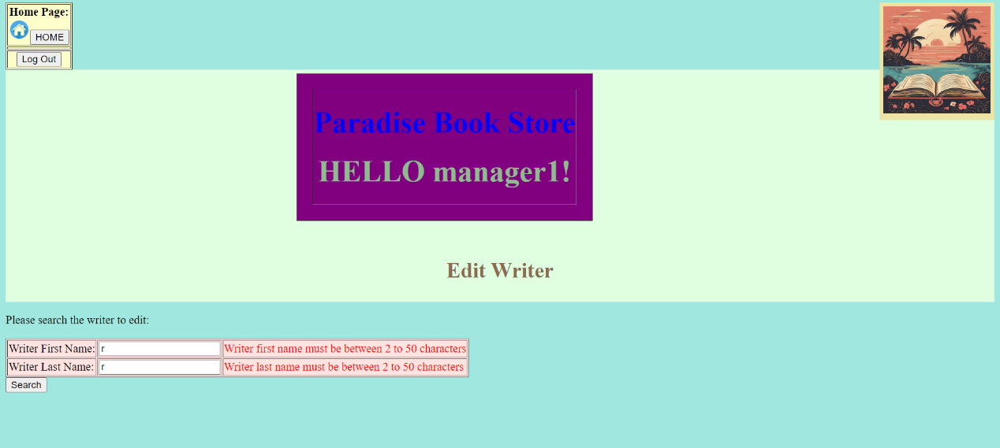 Home Page:
HOME
Log Out
Paradise Book Store
HELLO manager1!
Edit Writer
Please search the writer to edit:
Writer First Name: r Writer first name must be between 2 to 50 characters
Writer Last Name: r Writer last name must be between 2 to 50 characters
Search